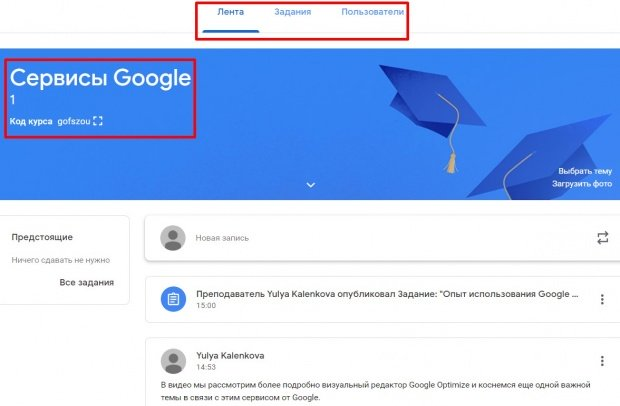 Лента Задания Пользователи
Сервисы Google
1
Код курса gofszou
Выбрать тему
Загрузить фото
Предстоящие
Ничего сдавать не нужно
Все задания
Новая запись
Преподаватель Yulya Kalenkova опубликовал Задание: "Опыт использования Google ...
15:00
Yulya Kalenkova
14:53
В видео мы рассмотрим более подробно визуальный редактор Google Optimize и коснемся еще одной важной
темы в связи с этим сервисом от Google.